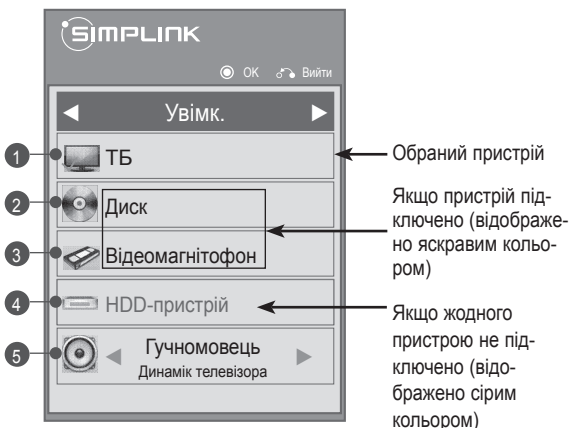 SIMPLINK
OK Вийти
Увімк.
1 ТБ
2 Диск
3 Відеомагнітофон
4 HDD-пристрій
5 Гучномовець
Динамік телевізора
Обраний пристрій
Якщо пристрій під-
ключено (відображе-
но яскравим кольо-
ром)
Якщо жодного
пристрою не під-
ключено (відо-
бражено сірим
кольором)